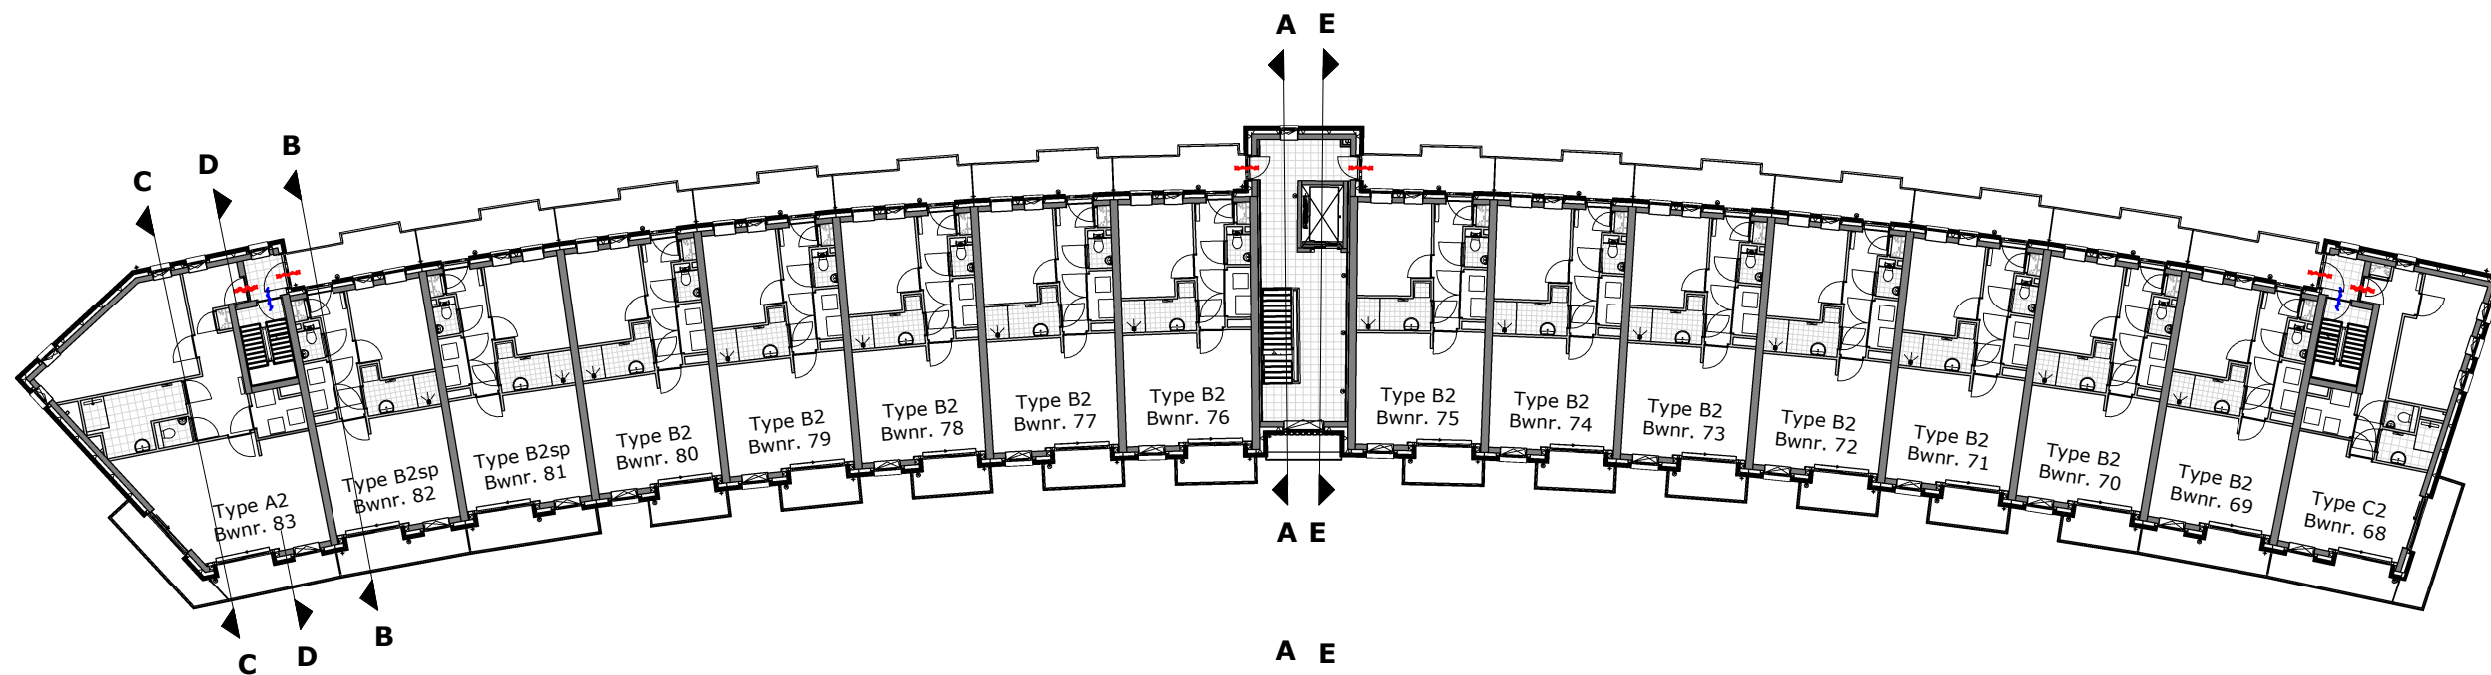 A E
B
D
C
Type A2
Bwnr. 83
Type B2sp
Bwnr. 82
Type B2sp
Bwnr. 81
Type B2
Bwnr. 80
Type B2
Bwnr. 79
Type B2
Bwnr. 78
Type B2
Bwnr. 77
Type B2
Bwnr. 76
Type B2
Bwnr. 75
Type B2
Bwnr. 74
Type B2
Bwnr. 73
Type B2
Bwnr. 72
Type B2
Bwnr. 71
Type B2
Bwnr. 70
Type B2
Bwnr. 69
Type C2
Bwnr. 68
A E
B
D
C
A E